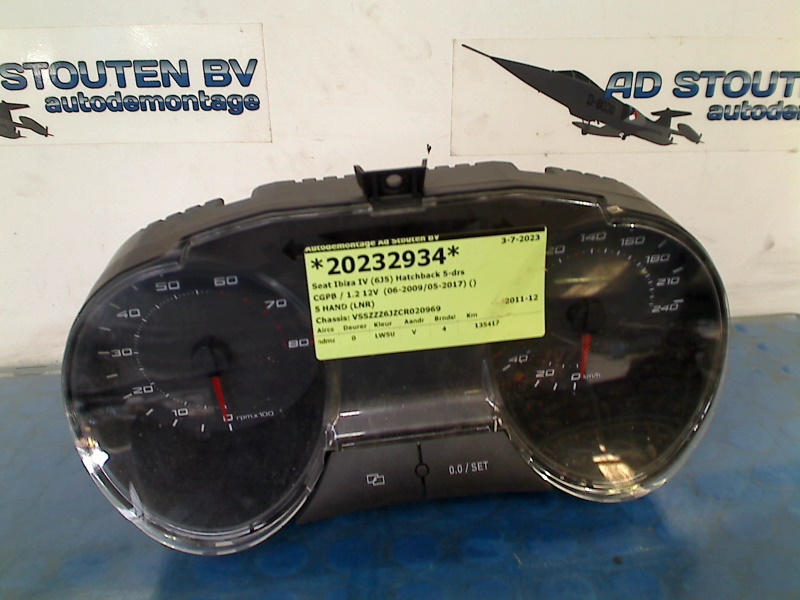 STOUTEN BV
autodemontage
AD STOUTEN
autodem
Autodemontage Ad Stouten BV 3-7-2023
*20232934*
Seat Ibiza IV (6J5) Hatchback 5-drs
CGPB / 1.2 12V (06-2009/05-2017) ()
5 HAND (LNR)
Chassis: VSSZZZ6JZCR020969 2011-12
Airco Deuren Kleur Aandr Brndst Km
0 LW5U V 4 135417
0 10 20 30 40 50 60 70 80
rpm x 100
0 20 40
km/h
120 140 160 180 220 240
0.0 / SET